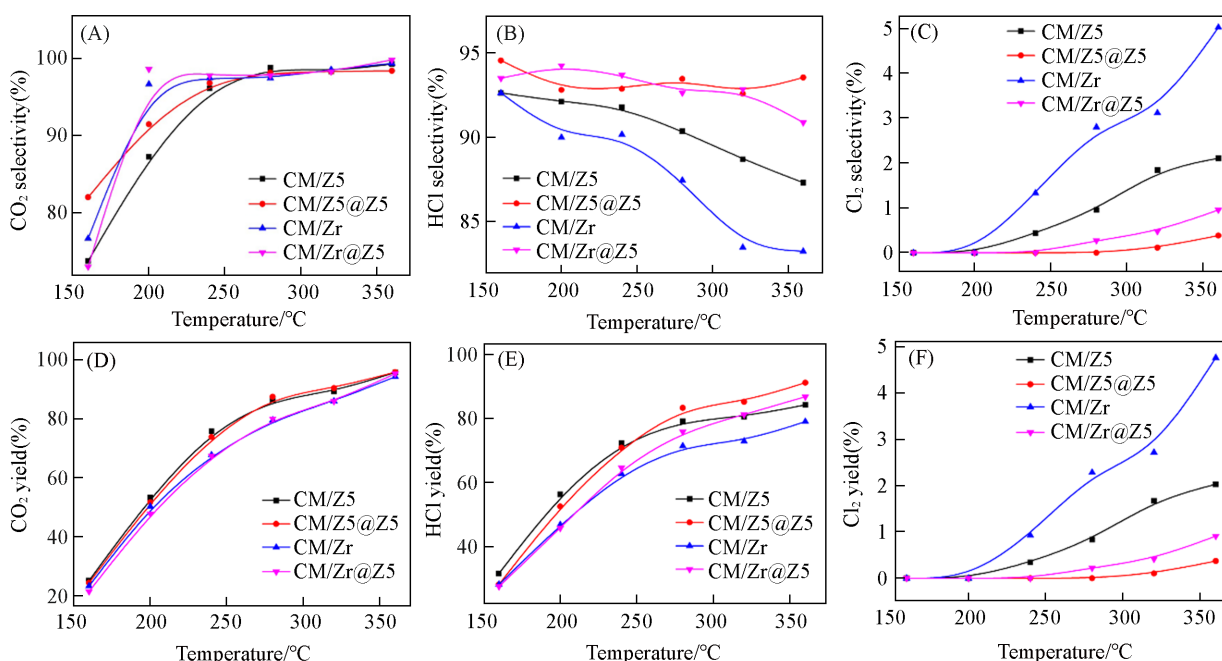 (A)
CO₂ selectivity(%)
100
90
80
CM/Z5
CM/Z5@Z5
CM/Zr
CM/Zr@Z5
150 200 250 300 350
Temperature/℃
(B)
HCl selectivity(%)
95
90
85
CM/Z5
CM/Z5@Z5
CM/Zr
CM/Zr@Z5
150 200 250 300 350
Temperature/℃
(C)
Cl₂ selectivity(%)
5
4
3
2
1
0
CM/Z5
CM/Z5@Z5
CM/Zr
CM/Zr@Z5
150 200 250 300 350
Temperature/℃
(D)
CO₂ yield(%)
100
80
60
40
20
CM/Z5
CM/Z5@Z5
CM/Zr
CM/Zr@Z5
150 200 250 300 350
Temperature/℃
(E)
HCl yield(%)
100
80
60
40
CM/Z5
CM/Z5@Z5
CM/Zr
CM/Zr@Z5
150 200 250 300 350
Temperature/℃
(F)
Cl₂ yield(%)
5
4
3
2
1
0
CM/Z5
CM/Z5@Z5
CM/Zr
CM/Zr@Z5
150 200 250 300 350
Temperature/℃